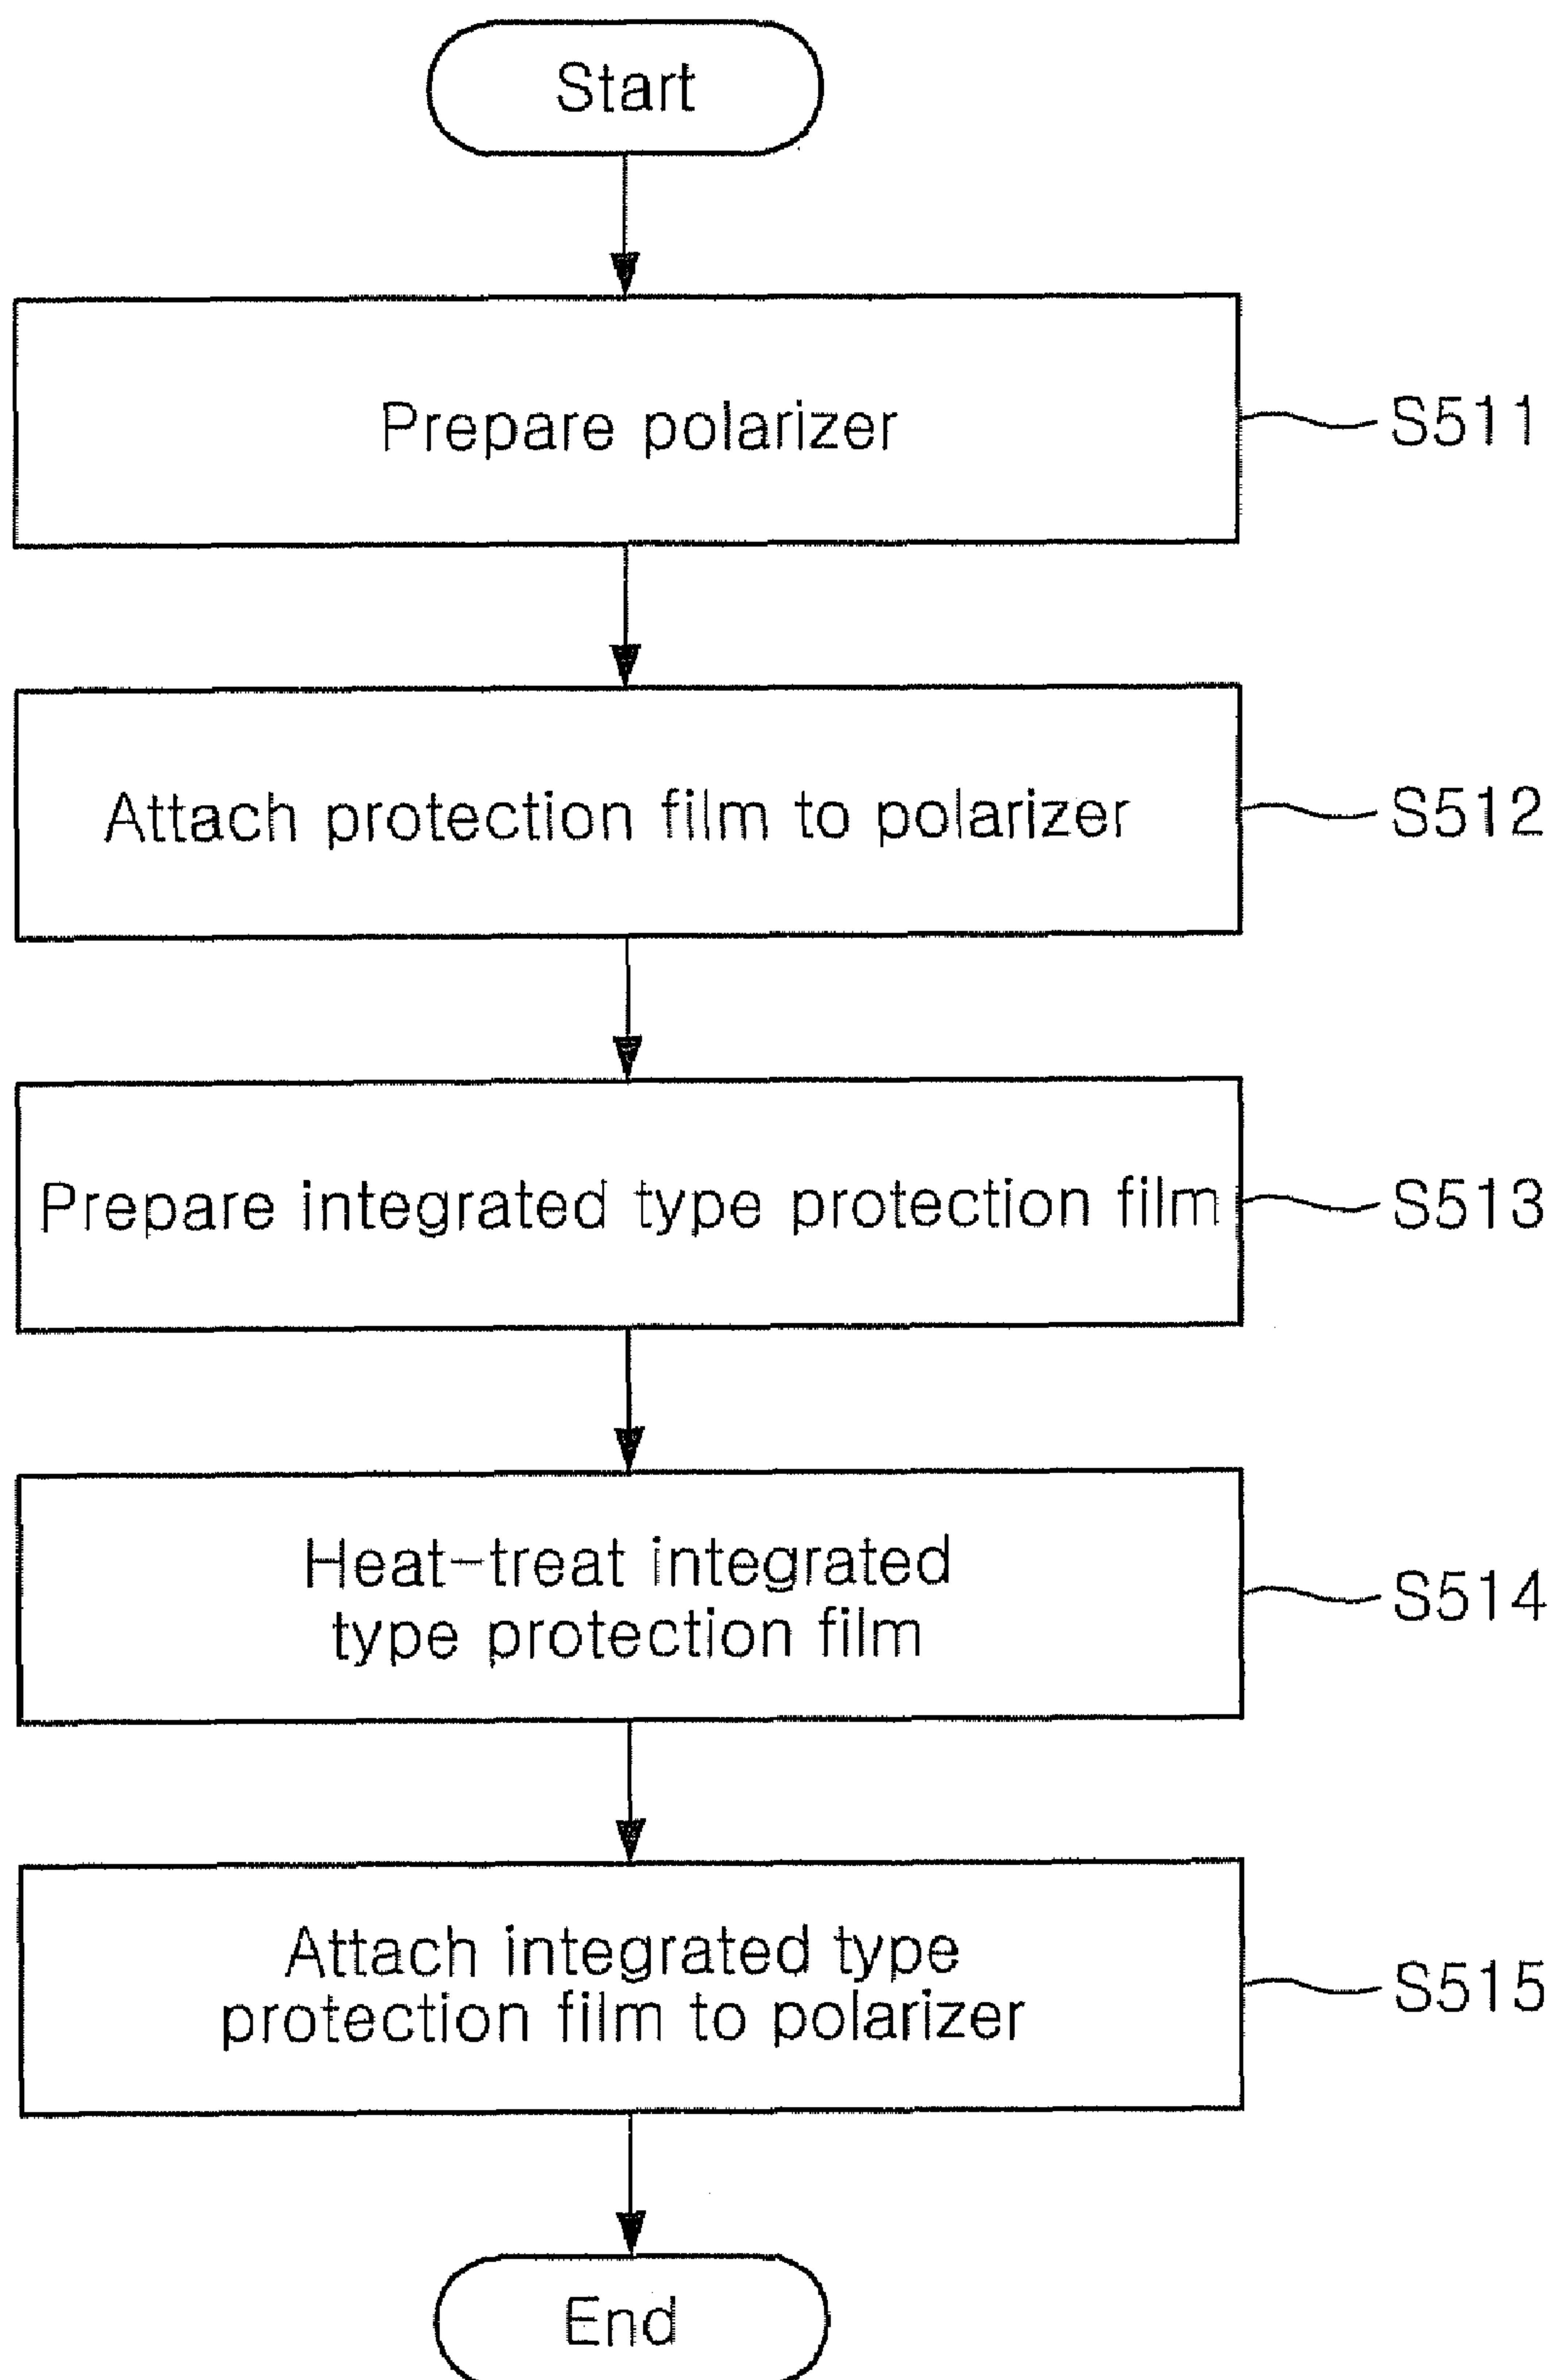 Start
Prepare polarizer
S511
Attach protection film to polarizer
S512
Prepare integrated type protection film
S513
Heat-treat integrated
type protection film
S514
Attach integrated type
protection film to polarizer
S515
End